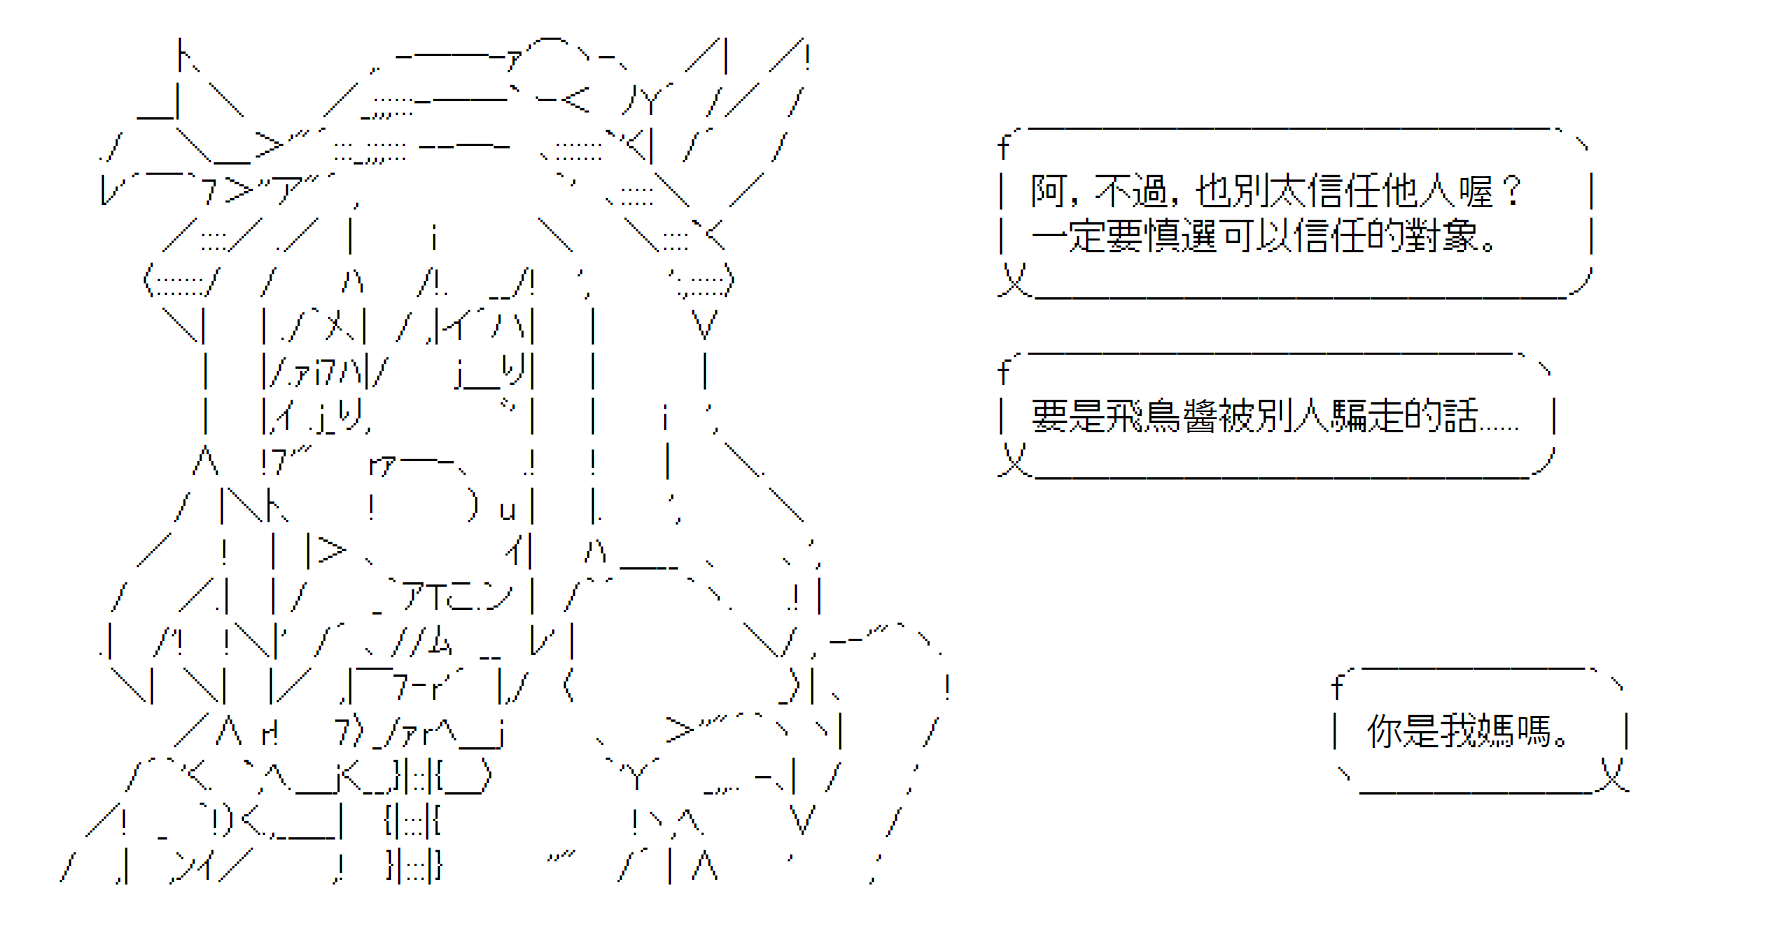 阿，不過，也別太信任他人喔？
一定要慎選可以信任的對象。
要是飛鳥醬被別人騙走的話……
你是我媽嗎。